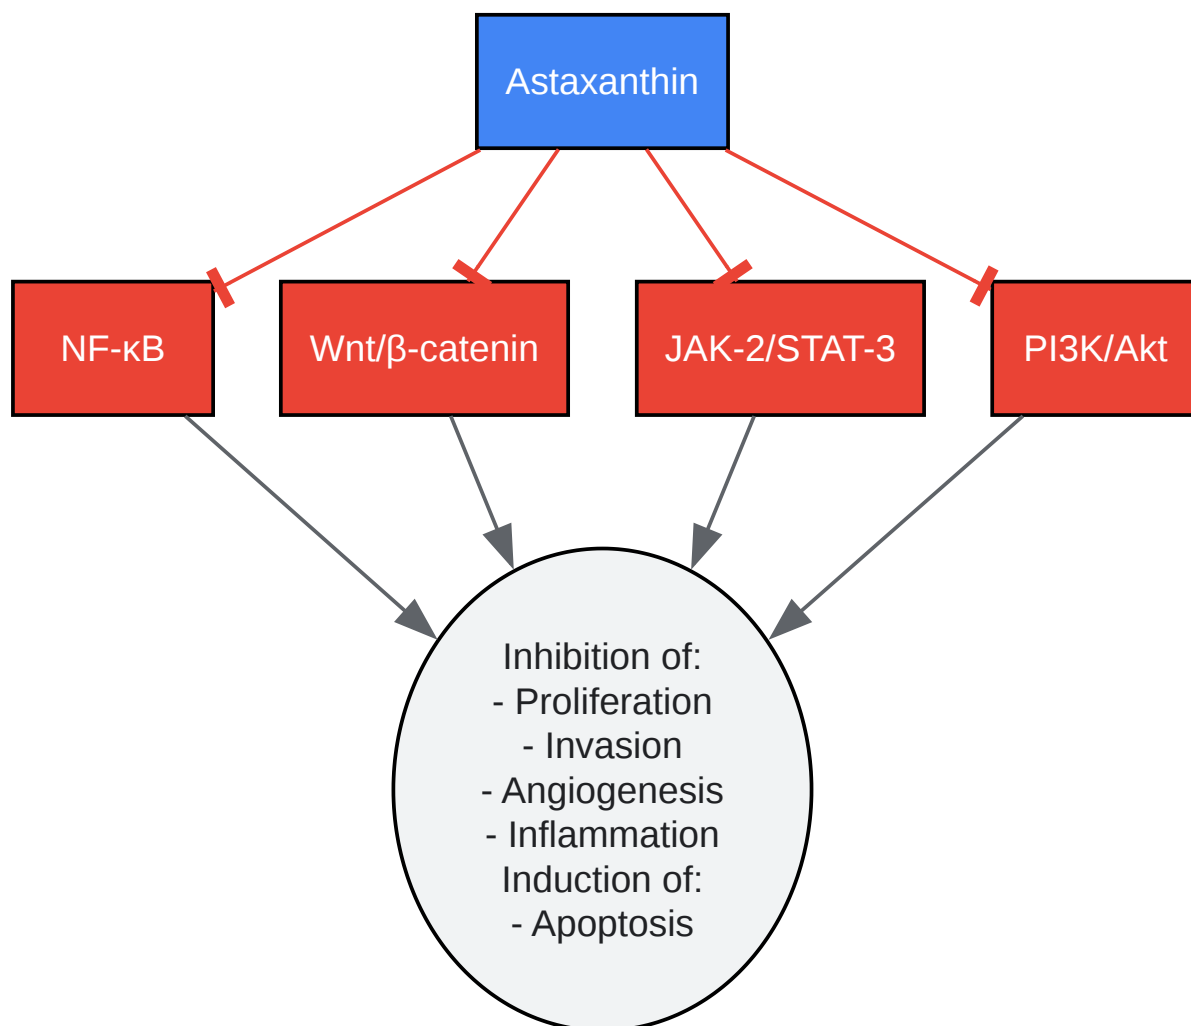 Astaxanthin
NF-κB
Wnt/β-catenin
JAK-2/STAT-3
PI3K/Akt
Inhibition of:
- Proliferation
- Invasion
- Angiogenesis
- Inflammation
Induction of:
- Apoptosis